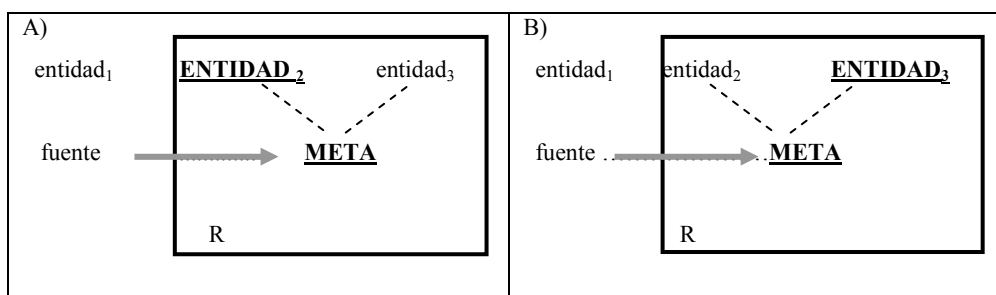 A)
entidad₁ ENTIDAD ₂ entidad₃
fuente META
R
B)
entidad₁ entidad₂ ENTIDAD₃
fuente META
R